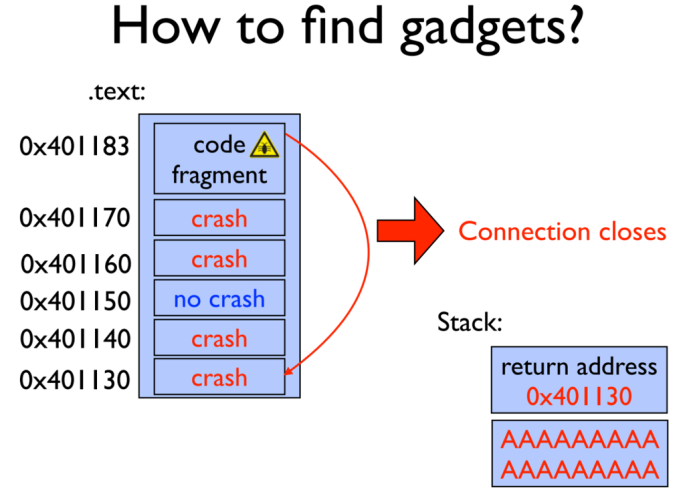 How to find gadgets?
.text:
0x401183
code
fragment
0x401170
crash
0x401160
crash
0x401150
no crash
0x401140
crash
0x401130
crash
Connection closes
Stack:
return address
0x401130
AAAAAAAAA
AAAAAAAAA